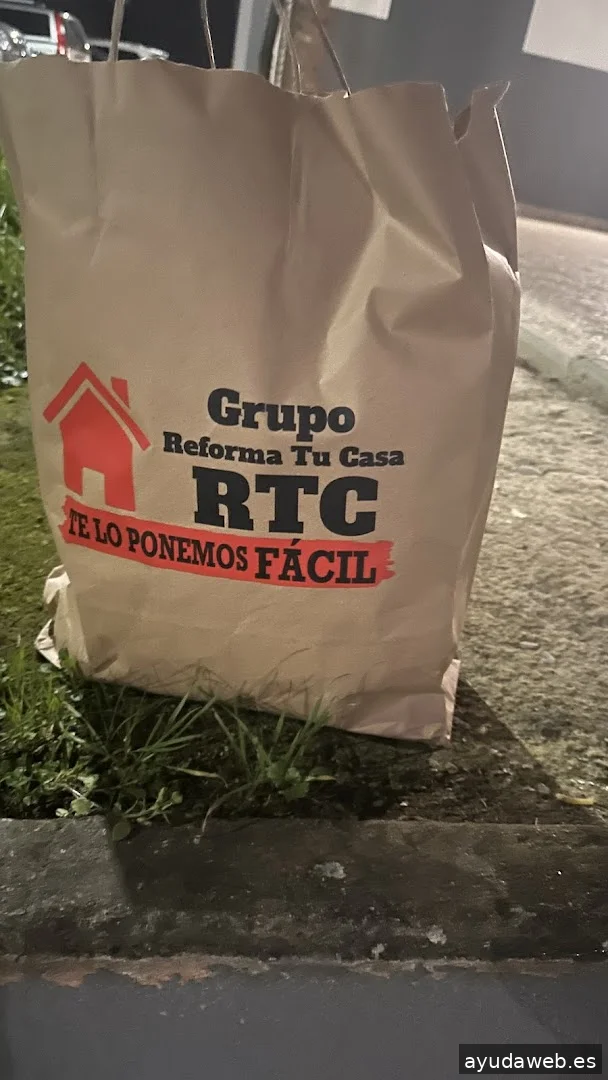 Grupo
Reforma Tu Casa
RTC
TE LO PONEMOS FÁCIL
ayudaweb.es